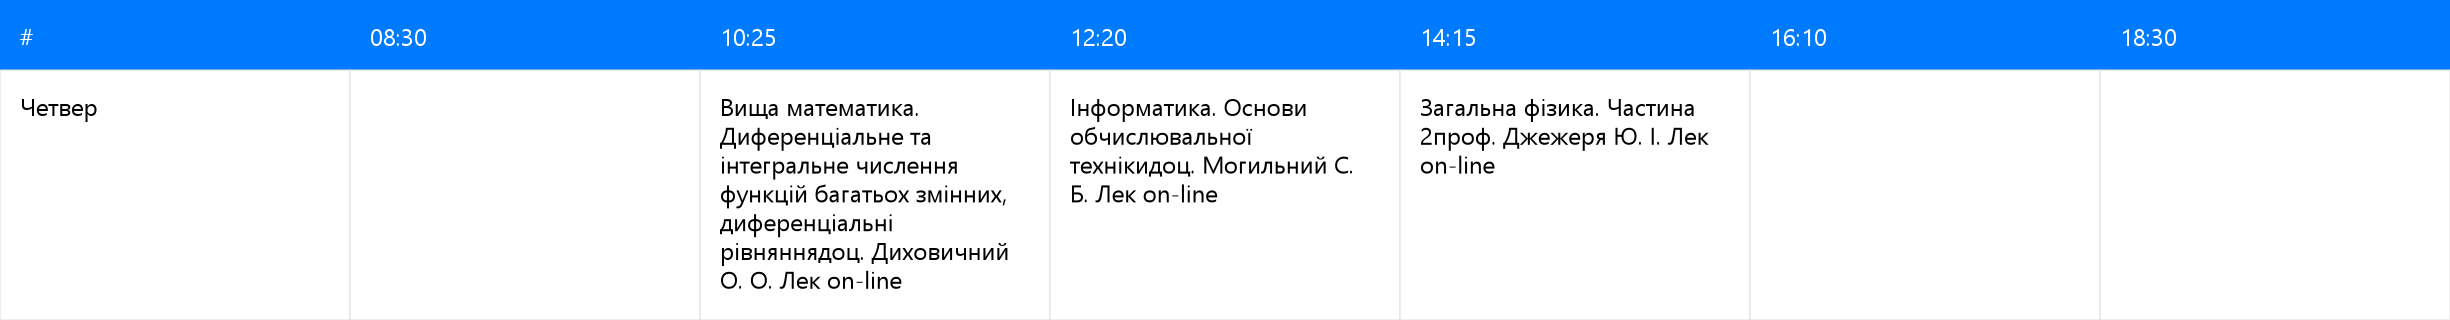 #
08:30
10:25
12:20
14:15
16:10
18:30
Четвер
Вища математика.
Диференціальне та
інтегральне числення
функцій багатьох змінних,
диференціальні
рівняннядоц. Диховичний
О. О. Лек on-line
Інформатика. Основи
обчислювальної
технікидоц. Могильний С.
Б. Лек on-line
Загальна фізика. Частина
2проф. Джежеря Ю. І. Лек
on-line